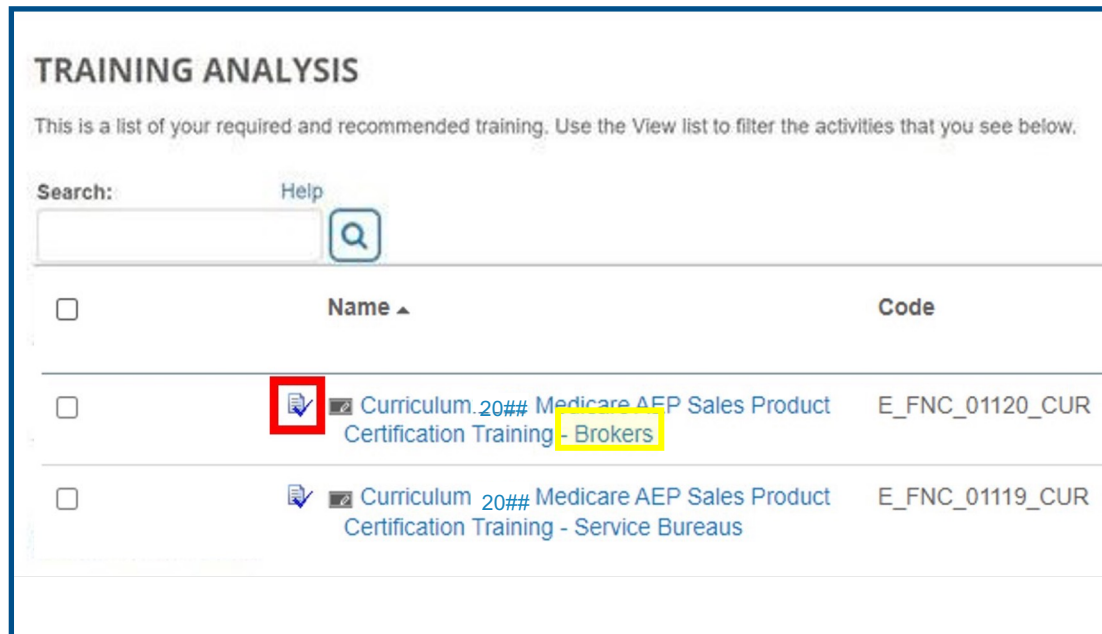 TRAINING ANALYSIS
This is a list of your required and recommended training. Use the View list to filter the activities that you see below.
Search: Help
Name Code
Curriculum 20## Medicare AEP Sales Product E_FNC_01120_CUR
Certification Training - Brokers
Curriculum 20## Medicare AEP Sales Product E_FNC_01119_CUR
Certification Training - Service Bureaus